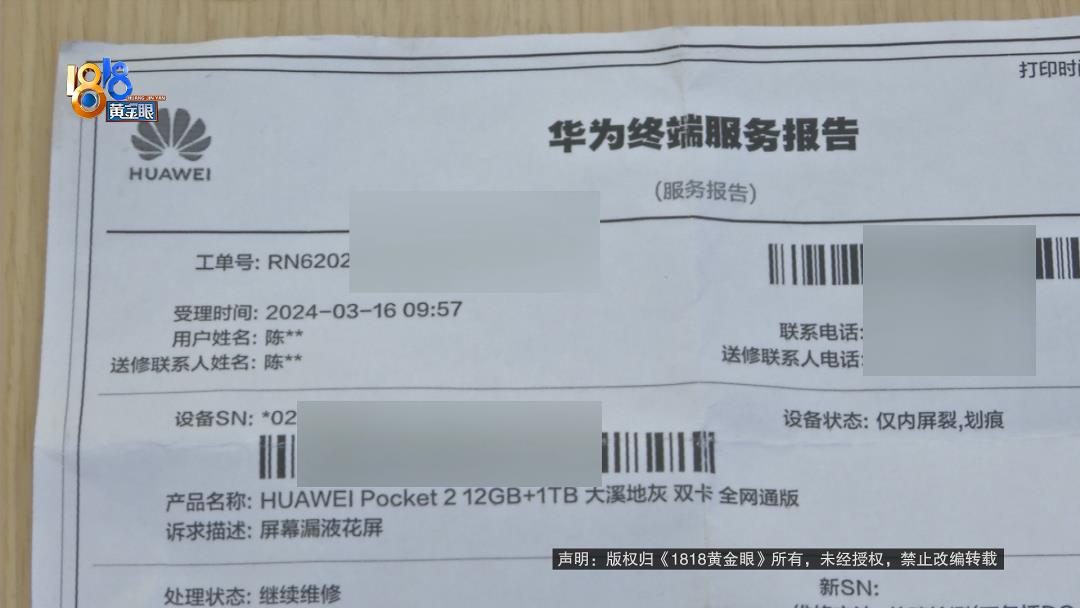 1818
HUANG JIN YAN
黄金眼
打印时间
HUAWEI
华为终端服务报告
(服务报告)
工单号: RN6202
受理时间: 2024-03-16 09:57
用户姓名: 陈**
联系电话:
送修联系人姓名: 陈**
送修联系人电话:
设备SN: *02
设备状态: 仅内屏裂,划痕
产品名称: HUAWEI Pocket 2 12GB+1TB 大溪地灰 双卡 全网通版
诉求描述: 屏幕漏液花屏
声明：版权归《1818黄金眼》所有，未经授权，禁止改编转载
处理状态: 继续维修
新SN: